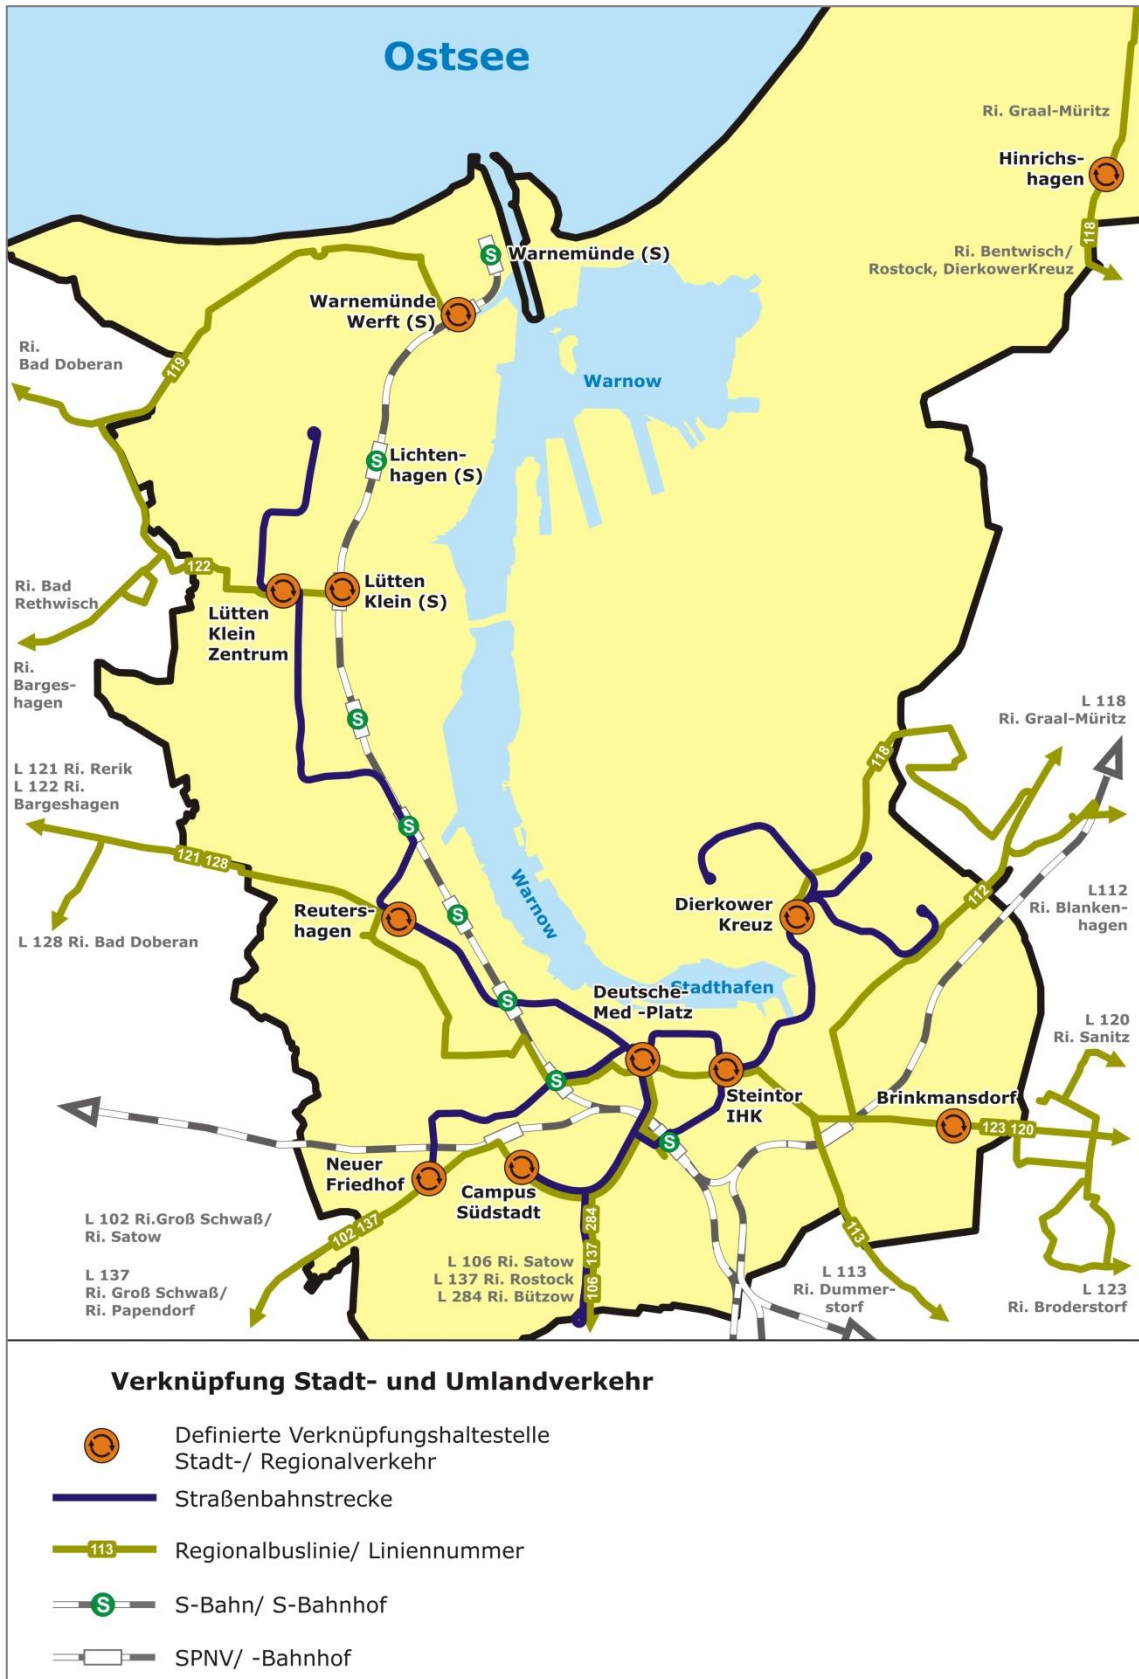 Ostsee
Ri. Graal-Müritz
Hinrichs-
hagen
118
Ri. Bentwisch/
Rostock, DierkowerKreuz
S
Warnemünde (S)
Warnemünde
Werft (S)
Ri.
Bad Doberan
119
Warnow
S
Lichten-
hagen (S)
122
Ri. Bad
Rethwisch
Lütten
Klein
Zentrum
Lütten
Klein (S)
Ri.
Barges-
hagen
S
L 118
Ri. Graal-Müritz
118
L 121 Ri. Rerik
L 122 Ri.
Bargeshagen
121 128
S
Reuters-
hagen
S
Warnow
Dierkower
Kreuz
112
L112
Ri. Blanken-
hagen
L 128 Ri. Bad Doberan
S
Deutsche-
Med -Platz
Stadthafen
L 120
Ri. Sanitz
S
Steintor
IHK
Brinkmansdorf
123 120
S
Neuer
Friedhof
Campus
Südstadt
102 137
L 102 Ri.Groß Schwaß/
Ri. Satow
L 137
Ri. Groß Schwaß/
Ri. Papendorf
L 106 Ri. Satow
L 137 Ri. Rostock
L 284 Ri. Bützow
284
137
106
113
L 113
Ri. Dummer-
storf
L 123
Ri. Broderstorf
Verknüpfung Stadt- und Umlandverkehr
Definierte Verknüpfungshaltestelle
Stadt-/ Regionalverkehr
Straßenbahnstrecke
113
Regionalbuslinie/ Liniennummer
S
S-Bahn/ S-Bahnhof
SPNV/ -Bahnhof